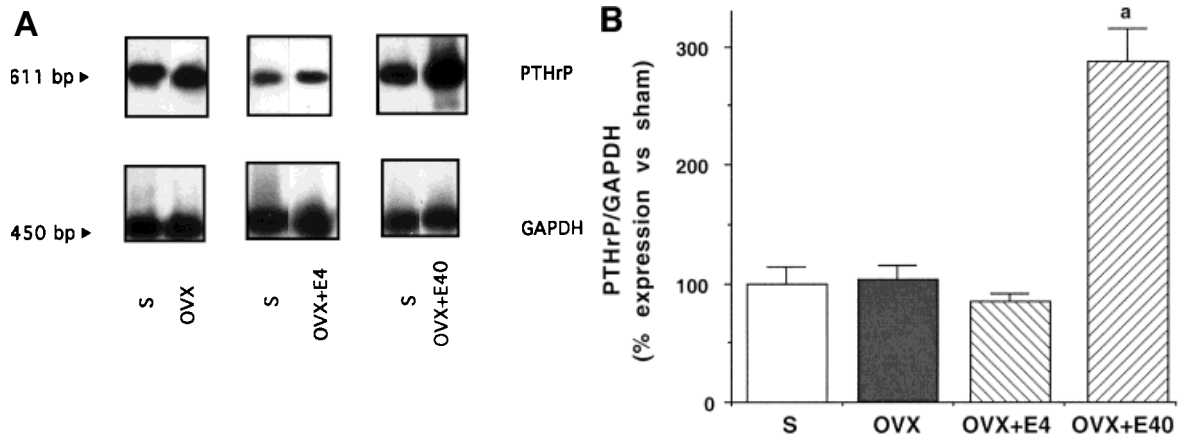 A
611 bp ▸
PTHrP
450 bp ▸
GAPDH
S
OVX
S
OVX+E4
S
OVX+E40
B
PTHrP/GAPDH
(% expression vs sham)
300
200
100
0
a
S
OVX
OVX+E4
OVX+E40